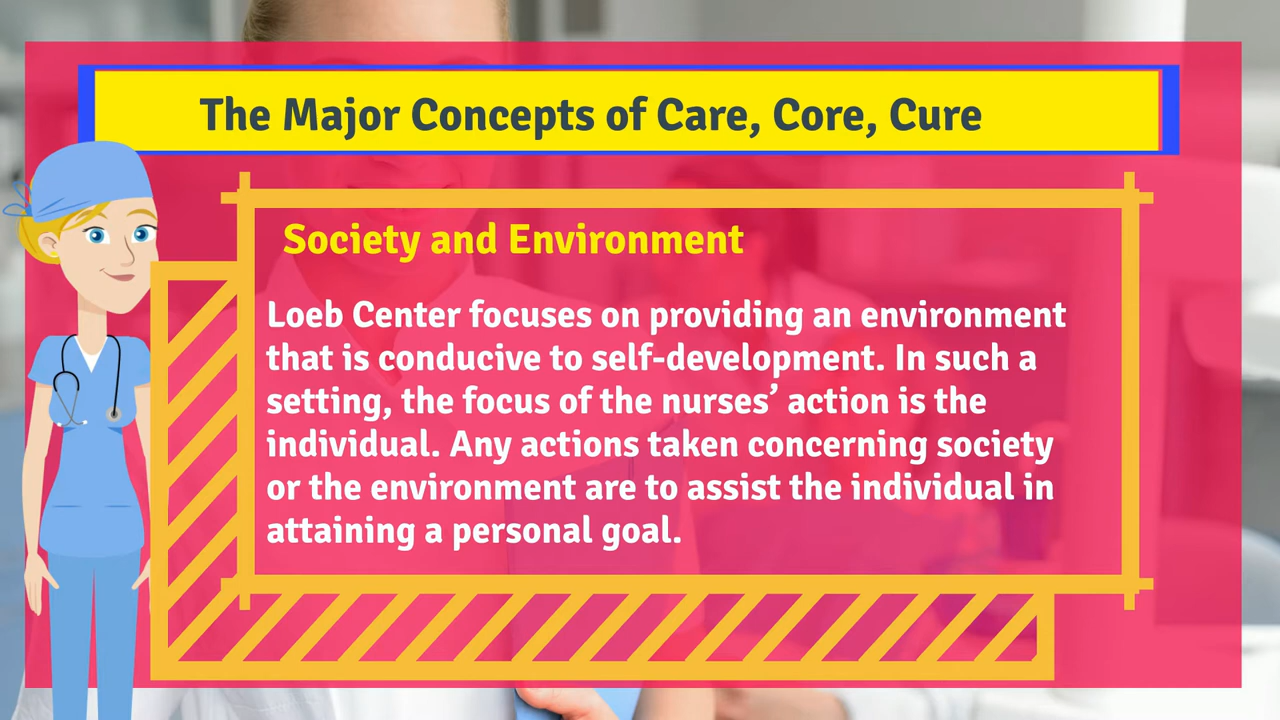 The Major Concepts of Care, Core, Cure
Society and Environment
Loeb Center focuses on providing an environment
that is conducive to self-development. In such a
setting, the focus of the nurses’ action is the
individual. Any actions taken concerning society
or the environment are to assist the individual in
attaining a personal goal.